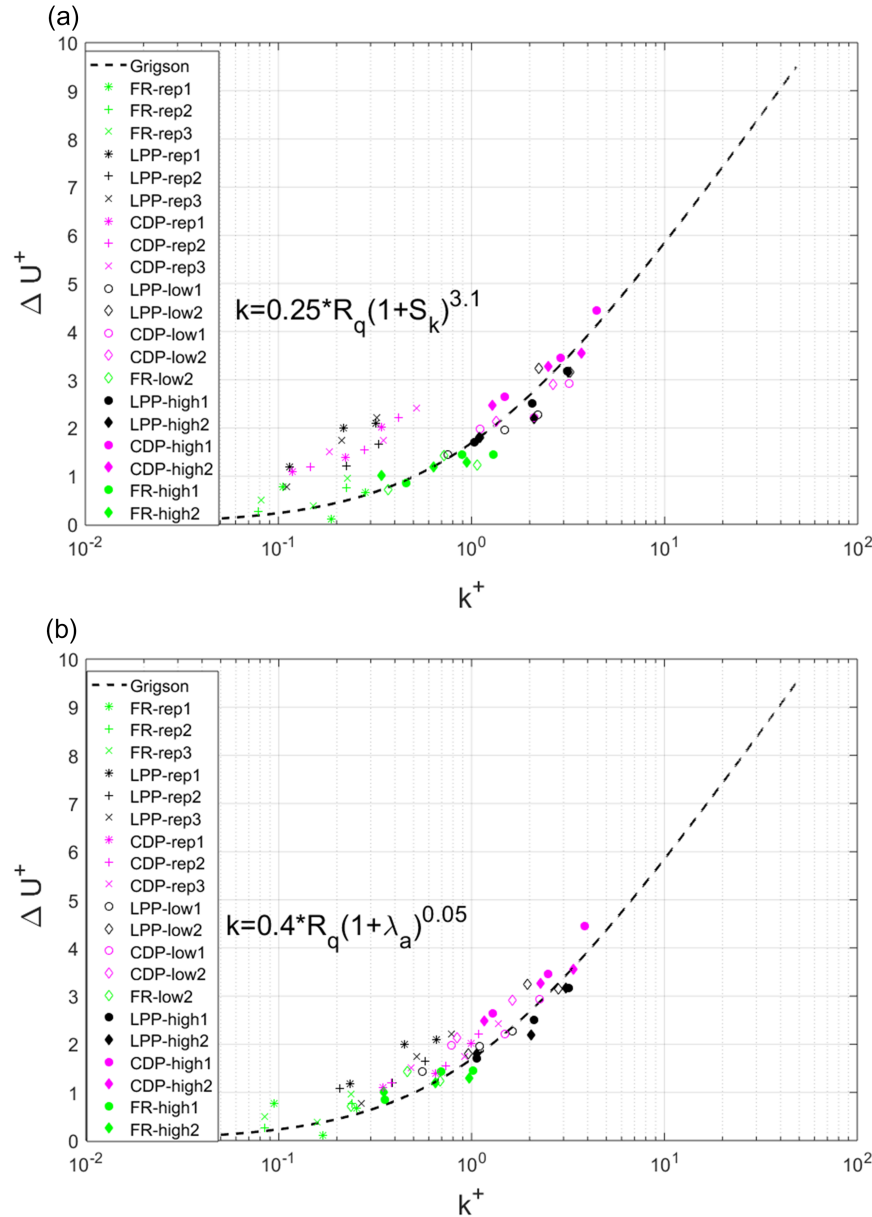 (a)
10
9
8
7
6
5
4
3
2
1
0
Δ U+
Grigson
FR-rep1
FR-rep2
FR-rep3
LPP-rep1
LPP-rep2
LPP-rep3
CDP-rep1
CDP-rep2
CDP-rep3
LPP-low1
LPP-low2
CDP-low1
CDP-low2
FR-low2
LPP-high1
LPP-high2
CDP-high1
CDP-high2
FR-high1
FR-high2
k=0.25*Rq(1+Sk)3.1
10-2 10-1 100 101 102
k+
(b)
10
9
8
7
6
5
4
3
2
1
0
Δ U+
Grigson
FR-rep1
FR-rep2
FR-rep3
LPP-rep1
LPP-rep2
LPP-rep3
CDP-rep1
CDP-rep2
CDP-rep3
LPP-low1
LPP-low2
CDP-low1
CDP-low2
FR-low2
LPP-high1
LPP-high2
CDP-high1
CDP-high2
FR-high1
FR-high2
k=0.4*Rq(1+λa)0.05
10-2 10-1 100 101 102
k+